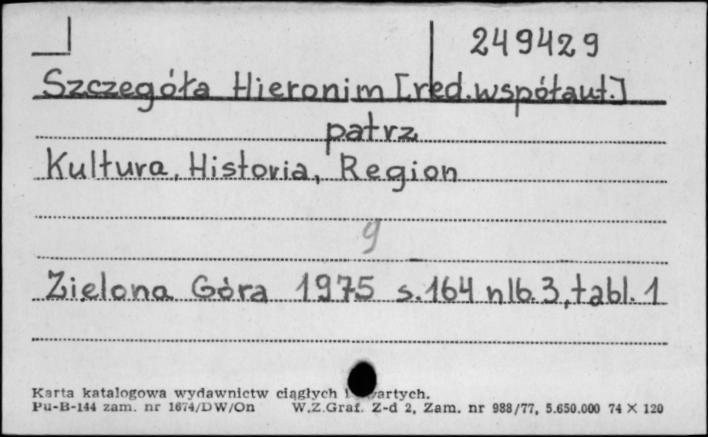 249429
Szczegóła Hieronim [red.współaut.]
patrz
Kultura, Historia, Region
g
Zielona Góra 1975 s.164 nlb.3, tabl.1
Karta katalogowa wydawnictw ciągłych i
Pu-B-144 zam. nr 1674/DW/On W.Z.Graf. Z-d 2, Zam. nr 988/77, 5.650.000 74 × 120